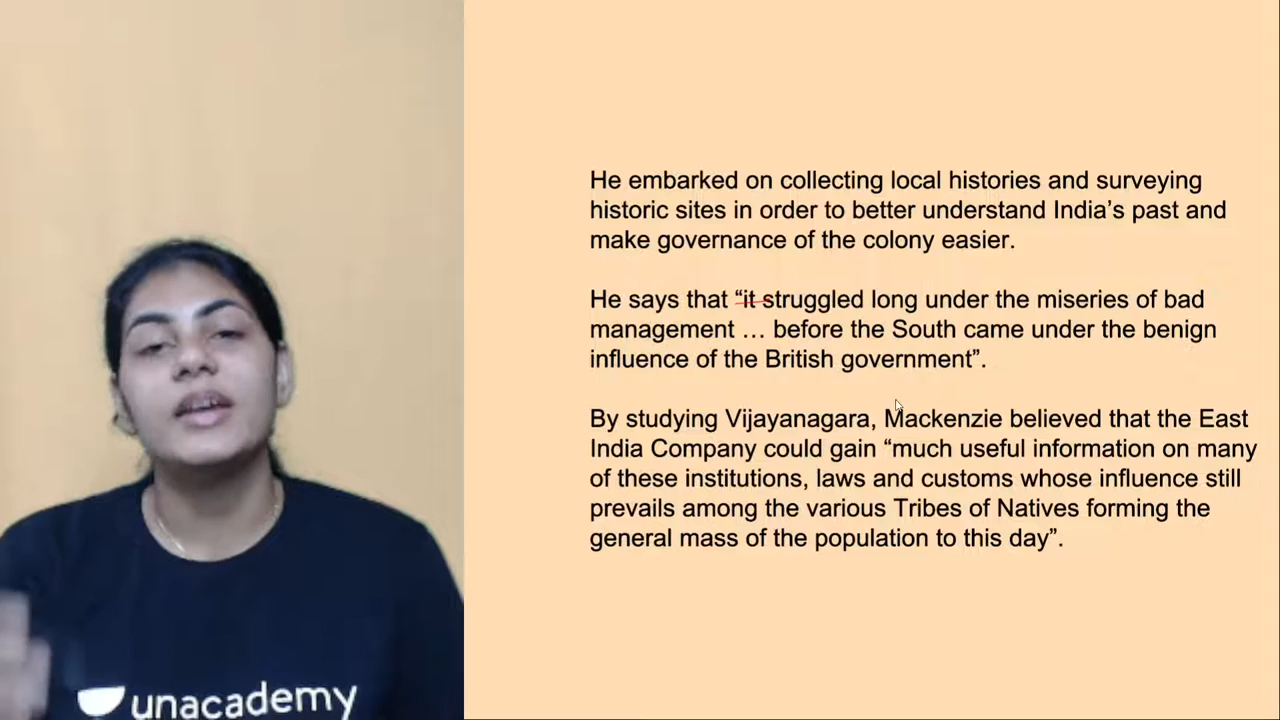 He embarked on collecting local histories and surveying
historic sites in order to better understand India’s past and
make governance of the colony easier.
He says that “it struggled long under the miseries of bad
management … before the South came under the benign
influence of the British government”.
By studying Vijayanagara, Mackenzie believed that the East
India Company could gain “much useful information on many
of these institutions, laws and customs whose influence still
prevails among the various Tribes of Natives forming the
general mass of the population to this day”.
unacademy